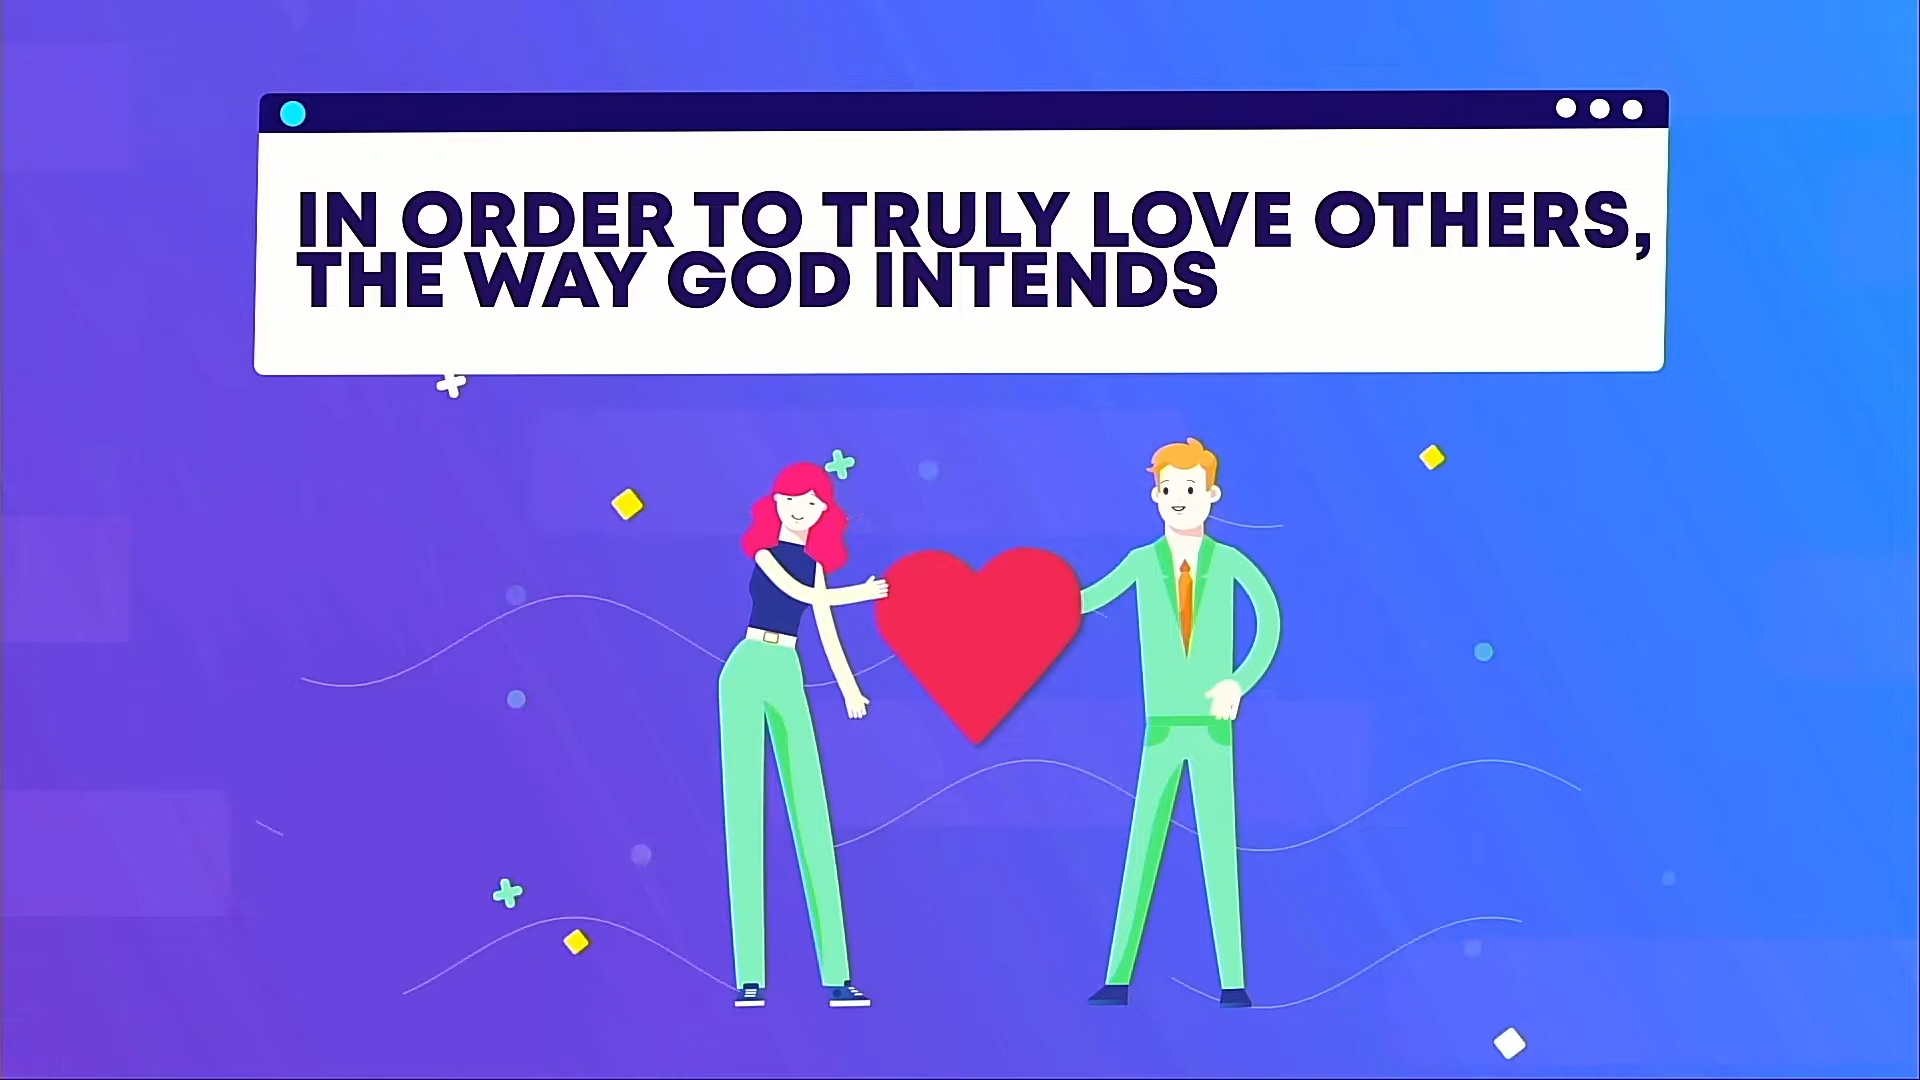 IN ORDER TO TRULY LOVE OTHERS,
THE WAY GOD INTENDS